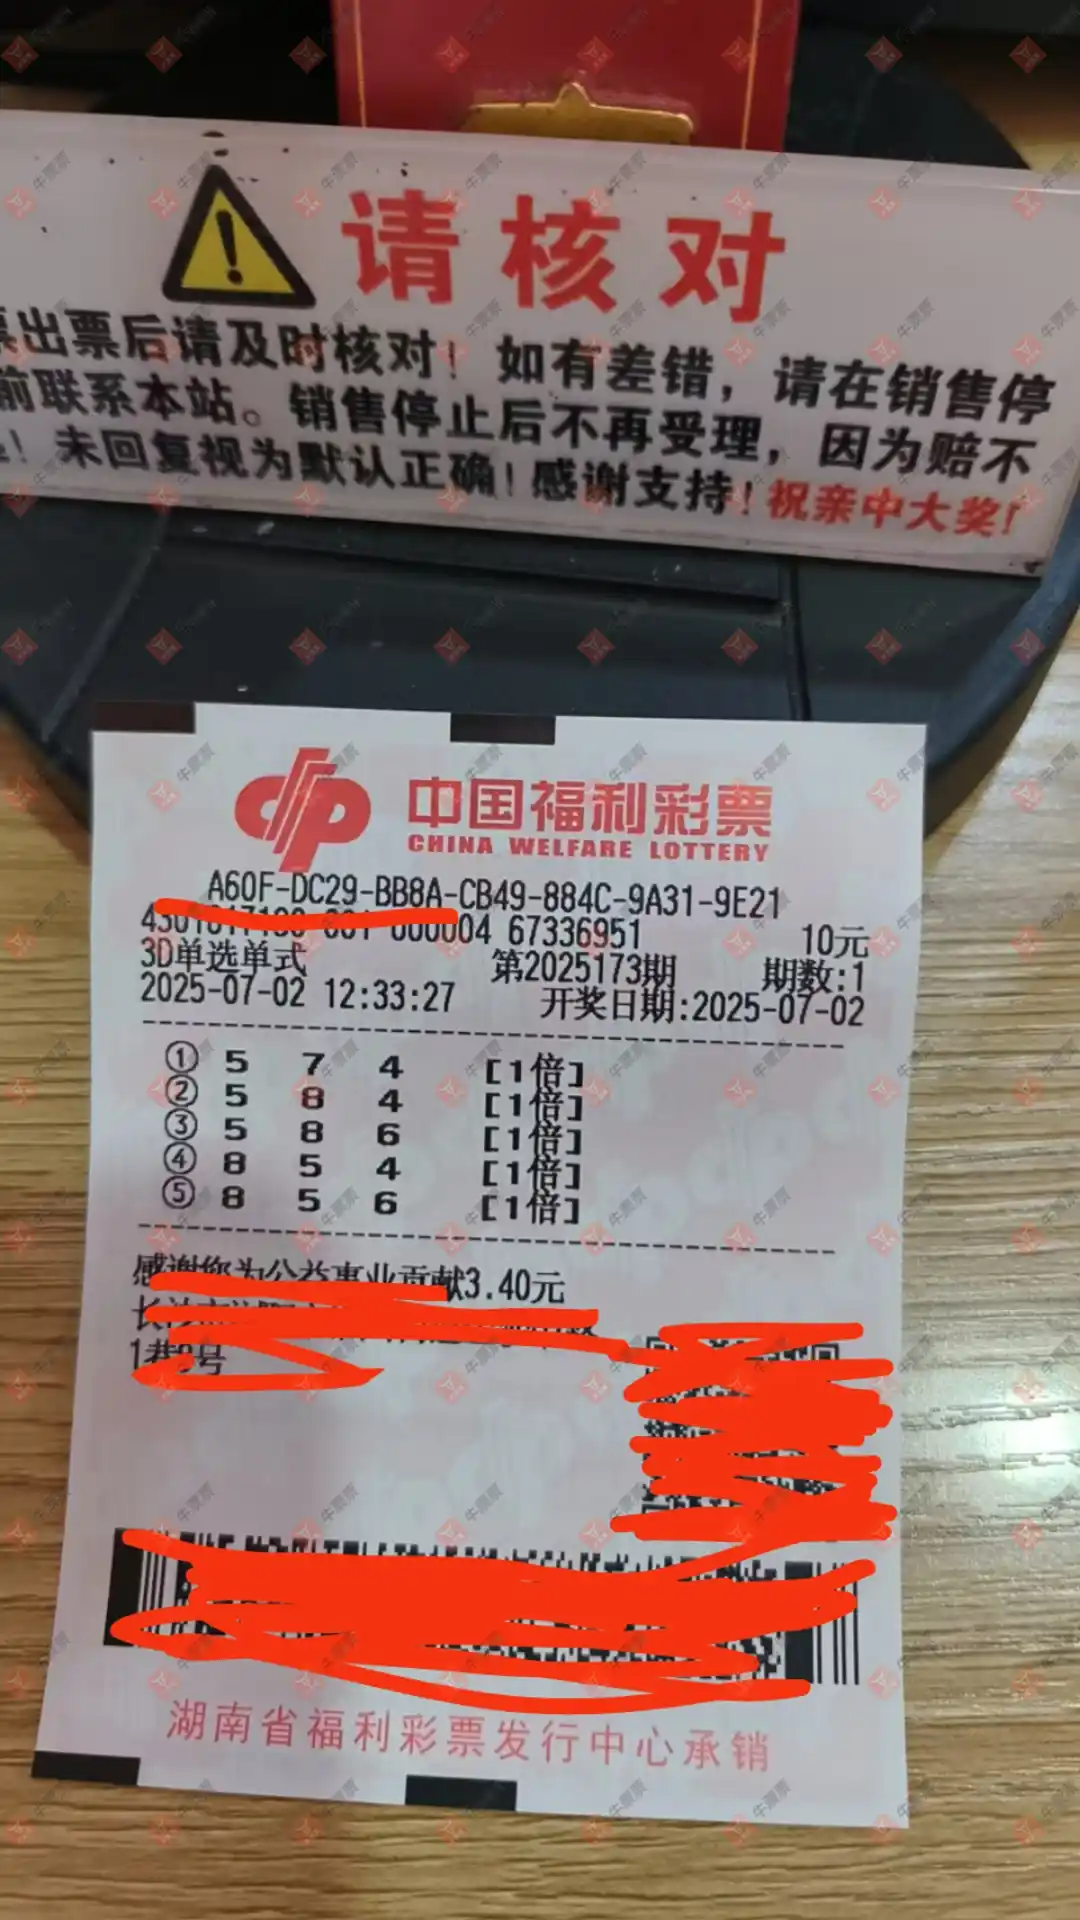 请核对
票出票后请及时核对！如有差错，请在销售停
前联系本站。销售停止后不再受理，因为赔不
！未回复视为默认正确！感谢支持！祝亲中大奖！
中国福利彩票
CHINA WELFARE LOTTERY
A60F-DC29-BB8A-CB49-884C-9A31-9E21
67336951 10元
3D单选单式 第2025173期 期数:1
2025-07-02 12:33:27 开奖日期:2025-07-02
① 5 7 4 [1倍]
② 5 8 4 [1倍]
③ 5 8 6 [1倍]
④ 8 5 4 [1倍]
⑤ 8 5 6 [1倍]
感谢您为公益事业贡献3.40元
湖南省福利彩票发行中心承销
牛票票